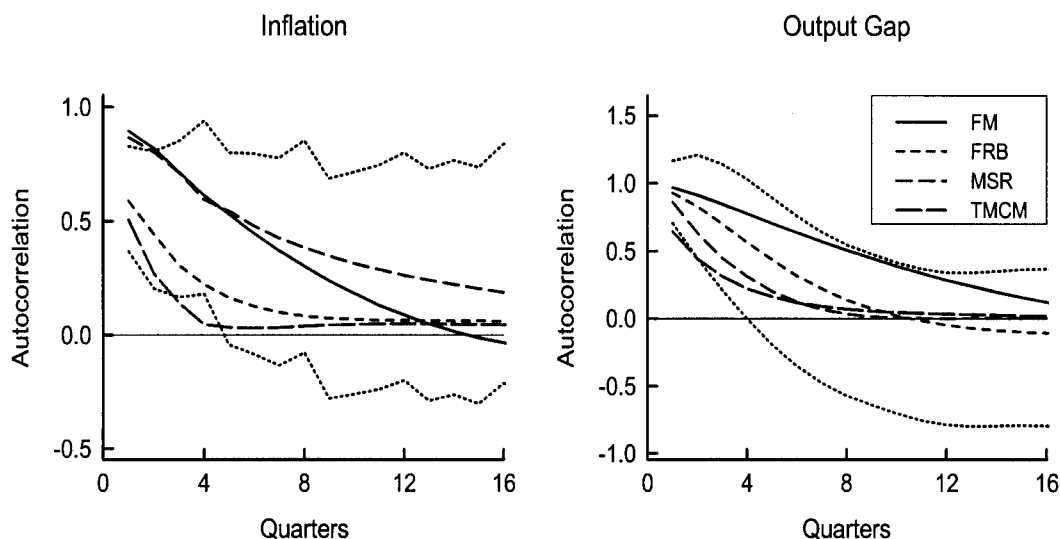 Inflation
Autocorrelation
1.0
0.5
0.0
-0.5
0 4 8 12 16
Quarters
Output Gap
Autocorrelation
1.5
1.0
0.5
0.0
-0.5
-1.0
0 4 8 12 16
Quarters
FM
FRB
MSR
TMCM